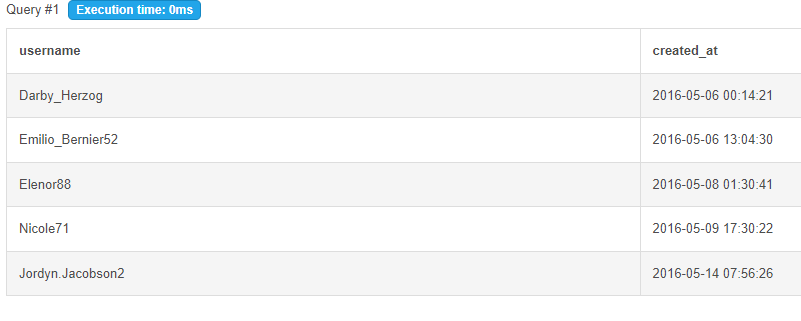 Query #1 Execution time: 0ms
username created_at
Darby_Herzog 2016-05-06 00:14:21
Emilio_Bernier52 2016-05-06 13:04:30
Elenor88 2016-05-08 01:30:41
Nicole71 2016-05-09 17:30:22
Jordyn.Jacobson2 2016-05-14 07:56:26